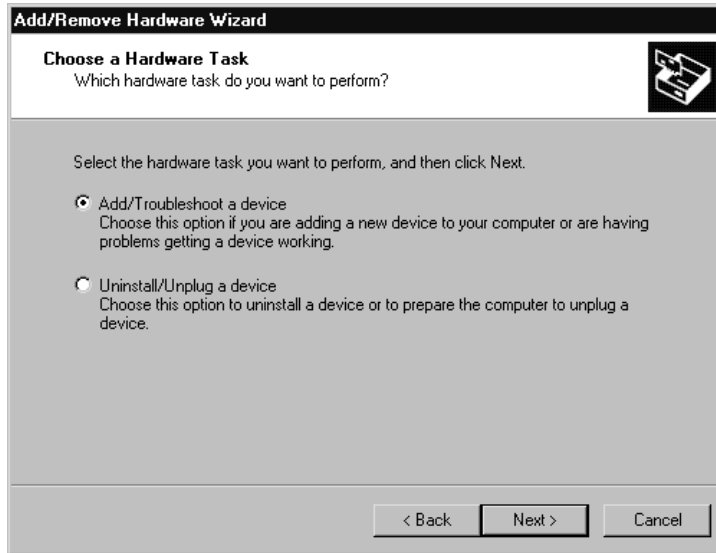 Add/Remove Hardware Wizard
Choose a Hardware Task
Which hardware task do you want to perform?
Select the hardware task you want to perform, and then click Next.
Add/Troubleshoot a device
Choose this option if you are adding a new device to your computer or are having
problems getting a device working.
Uninstall/Unplug a device
Choose this option to uninstall a device or to prepare the computer to unplug a
device.
< Back
Next >
Cancel